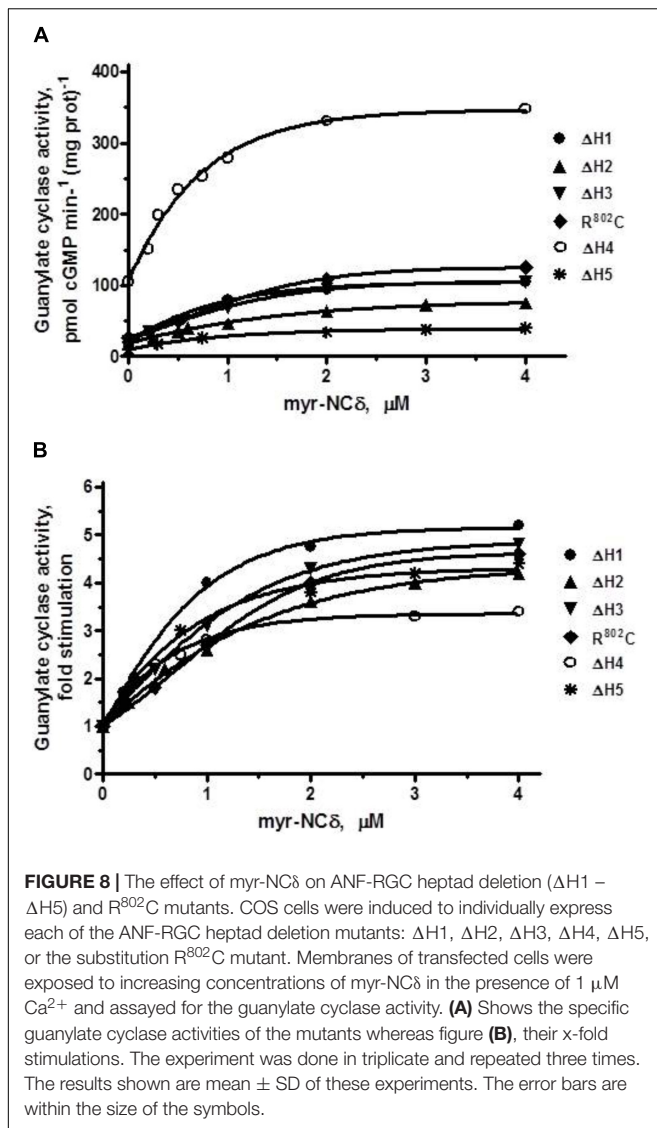 A
Guanylate cyclase activity,
pmol cGMP min-¹ (mg prot)-¹
400
300
200
100
0
0
1
2
3
4
myr-NCδ, μM
ΔH1
ΔH2
ΔH3
R⁸⁰²C
ΔH4
ΔH5
B
Guanylate cyclase activity,
fold stimulation
6
5
4
3
2
1
0
0
1
2
3
4
myr-NCδ, μM
ΔH1
ΔH2
ΔH3
R⁸⁰²C
ΔH4
ΔH5
FIGURE 8 | The effect of myr-NCδ on ANF-RGC heptad deletion (ΔH1 –
ΔH5) and R⁸⁰²C mutants. COS cells were induced to individually express
each of the ANF-RGC heptad deletion mutants: ΔH1, ΔH2, ΔH3, ΔH4, ΔH5,
or the substitution R⁸⁰²C mutant. Membranes of transfected cells were
exposed to increasing concentrations of myr-NCδ in the presence of 1 μM
Ca²⁺ and assayed for the guanylate cyclase activity. (A) Shows the specific
guanylate cyclase activities of the mutants whereas figure (B), their x-fold
stimulations. The experiment was done in triplicate and repeated three times.
The results shown are mean ± SD of these experiments. The error bars are
within the size of the symbols.